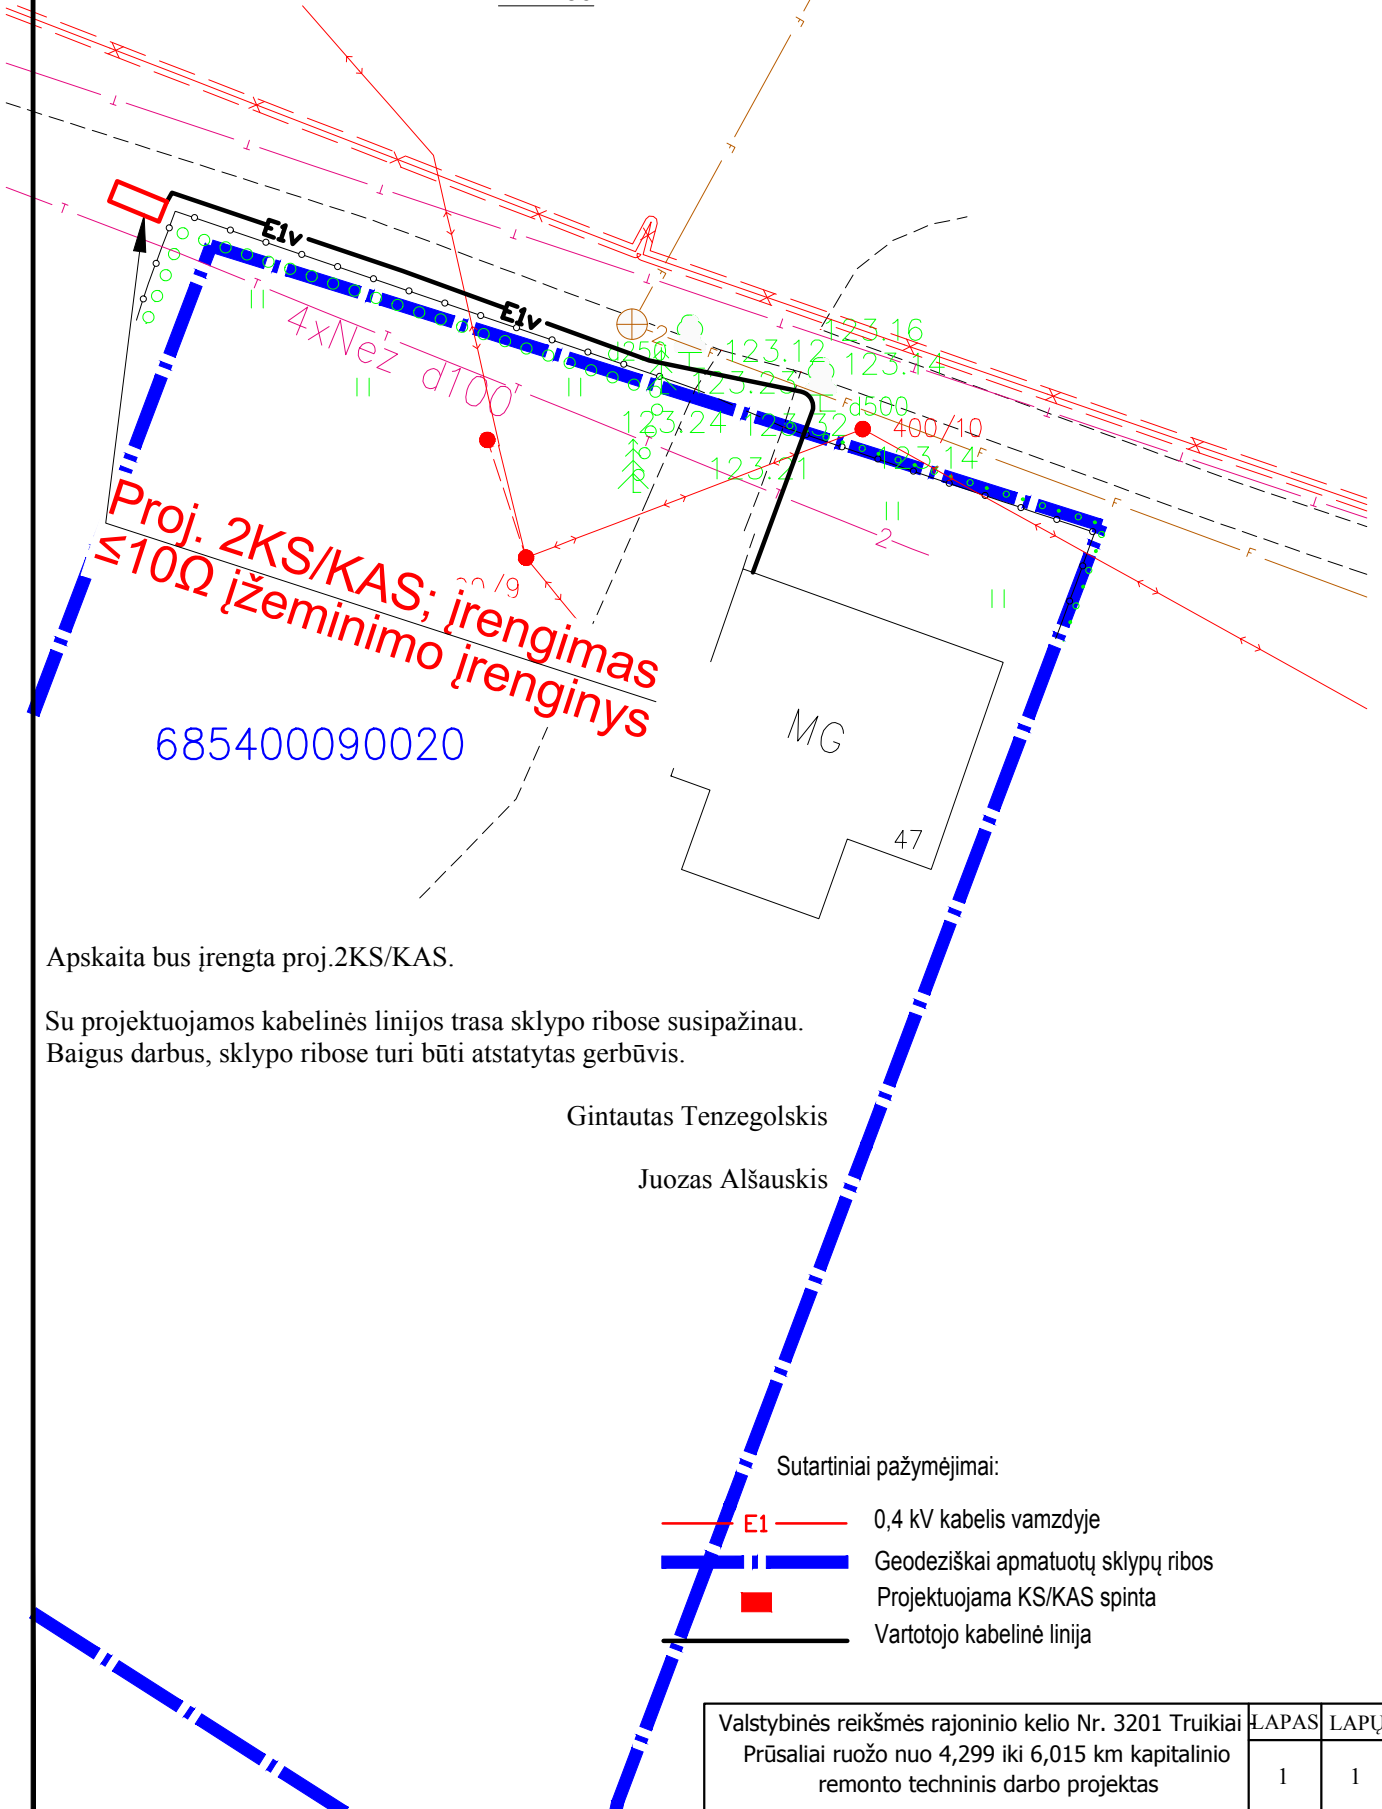 E1v
E1v
4xNez d100
d250
2
123.16
123.12
123.14
123.23
d500
123.24
123.32
400/10
123.21
123.14
2
Proj. 2KS/KAS; įrengimas
≤10Ω įžeminimo įrenginys
/9
685400090020
MG
47
Apskaita bus įrengta proj.2KS/KAS.
Su projektuojamos kabelinės linijos trasa sklypo ribose susipažinau.
Baigus darbus, sklypo ribose turi būti atstatytas gerbūvis.
Gintautas Tenzegolskis
Juozas Alšauskis
Sutartiniai pažymėjimai:
E1 0,4 kV kabelis vamzdyje
Geodeziškai apmatuotų sklypų ribos
Projektuojama KS/KAS spinta
Vartotojo kabelinė linija
Valstybinės reikšmės rajoninio kelio Nr. 3201 Truikiai-
Prūsaliai ruožo nuo 4,299 iki 6,015 km kapitalinio
remonto techninis darbo projektas
LAPAS LAPŲ
1 1